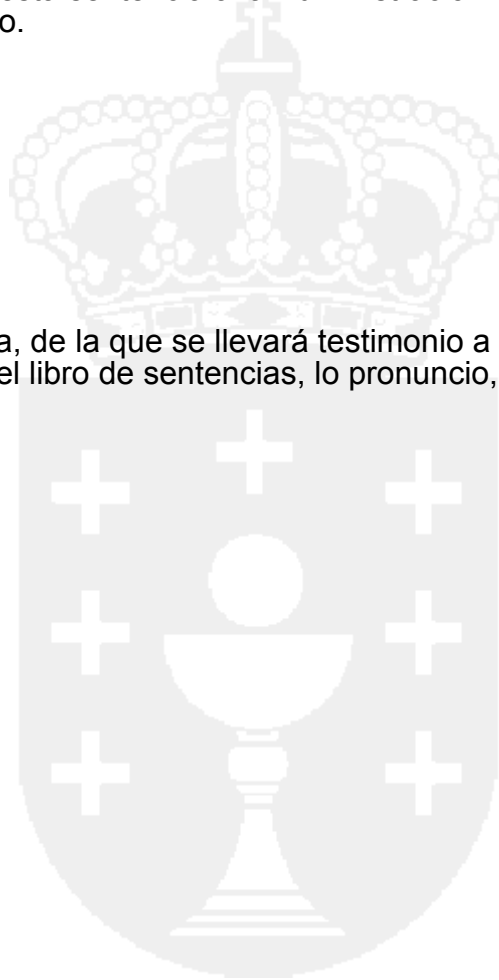 o.
a, de la que se llevará testimonio a
el libro de sentencias, lo pronuncio,